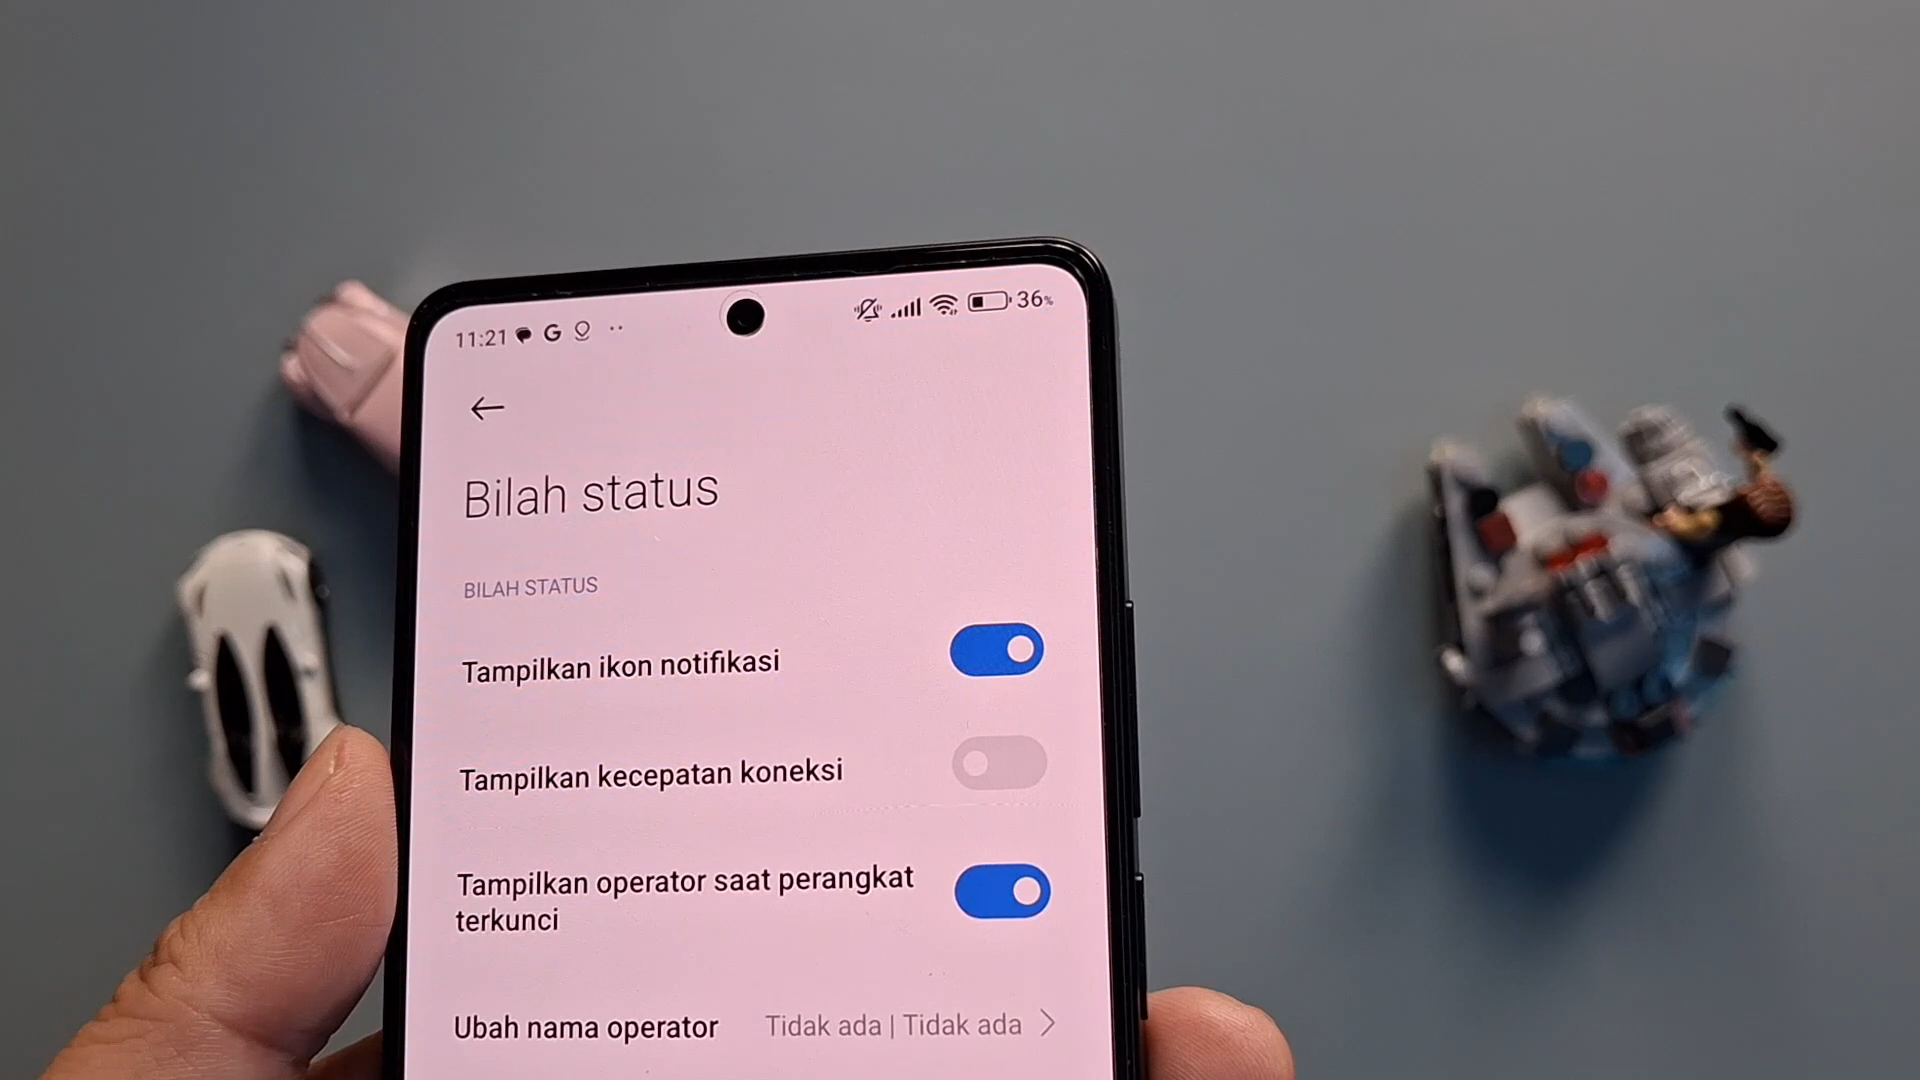 11:21 G 36%
Bilah status
BILAH STATUS
Tampilkan ikon notifikasi
Tampilkan kecepatan koneksi
Tampilkan operator saat perangkat
terkunci
Ubah nama operator Tidak ada | Tidak ada